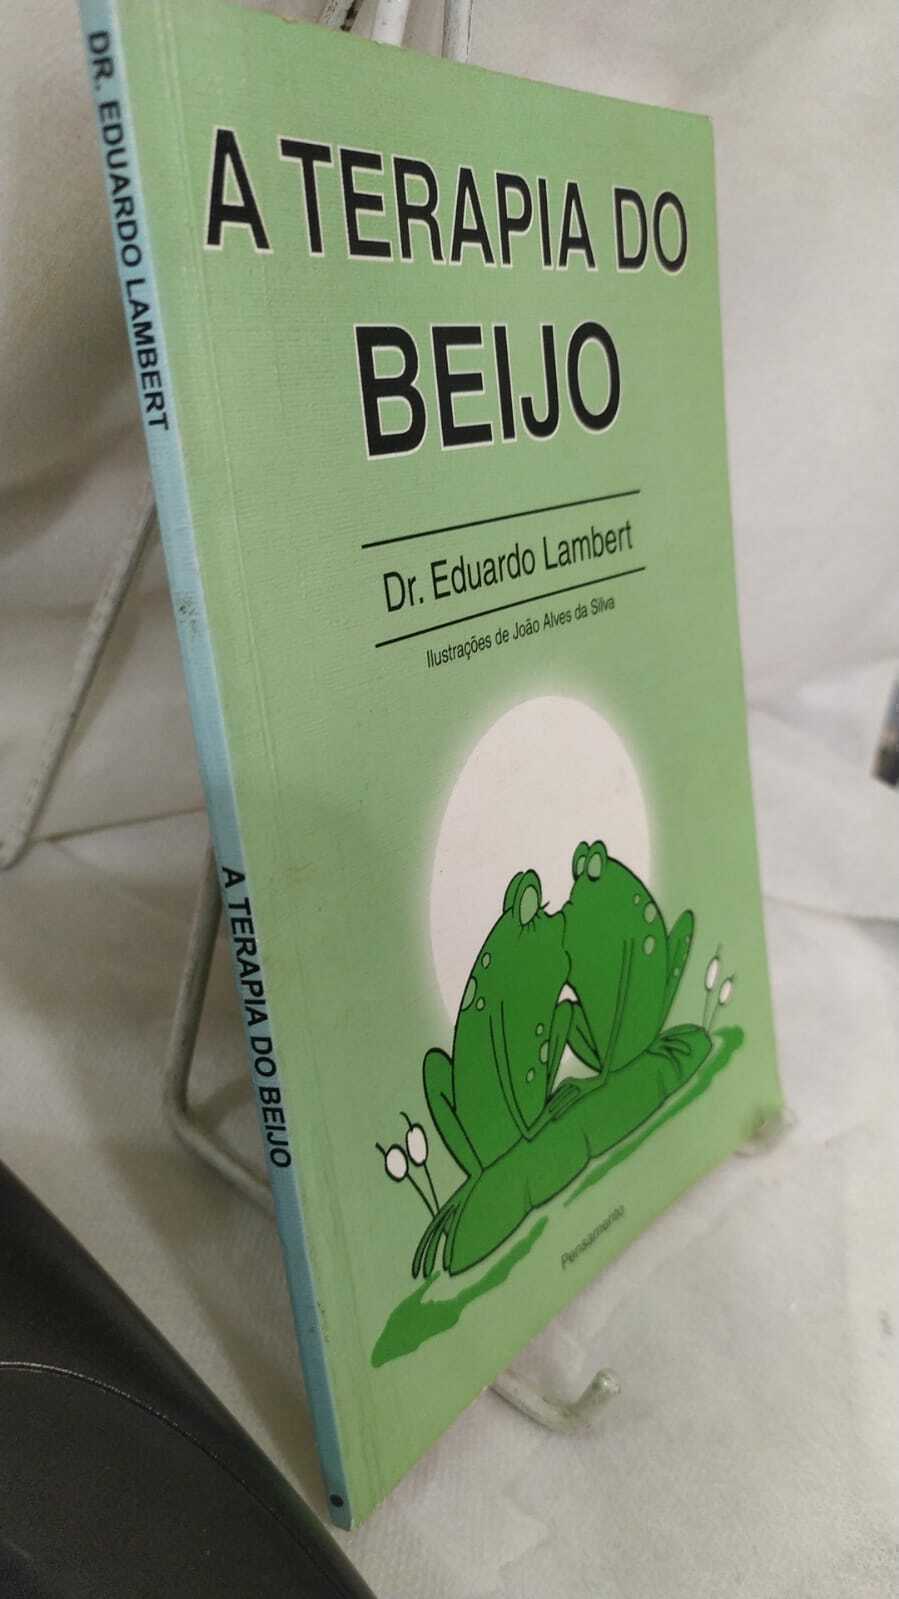 DR. EDUARDO LAMBERT
A TERAPIA DO BEIJO
A TERAPIA DO
BEIJO
Dr. Eduardo Lambert
Ilustrações de João Alves da Silva
Pensamento